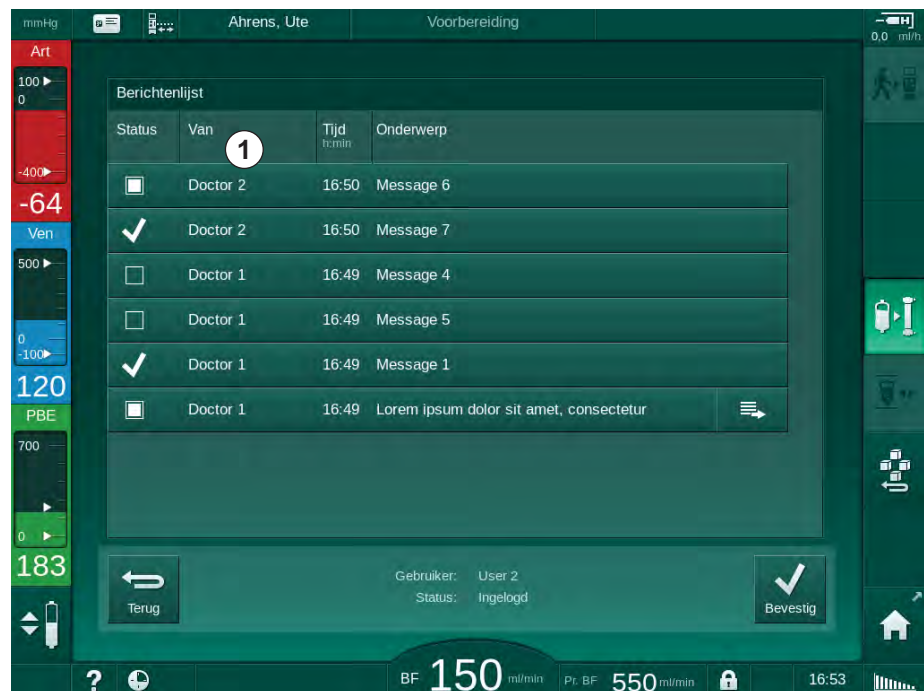 mmHg Ahrens, Ute Voorbereiding 0,0 ml/h
Art
100
0
-400
-64
Ven
500
0
-100
120
PBE
700
0
183
Berichtenlijst
Status Van Tijd h:min Onderwerp
1
Doctor 2 16:50 Message 6
Doctor 2 16:50 Message 7
Doctor 1 16:49 Message 4
Doctor 1 16:49 Message 5
Doctor 1 16:49 Message 1
Doctor 1 16:49 Lorem ipsum dolor sit amet, consectetur
Terug
Gebruiker: User 2
Status: Ingelogd
Bevestig
? BF 150 ml/min Pr. BF 550 ml/min 16:53